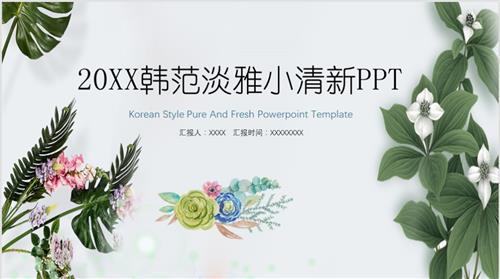 20XX韩范淡雅小清新PPT
Korean Style Pure And Fresh Powerpoint Template
汇报人：XXXX 汇报时间：XXXXXXXX